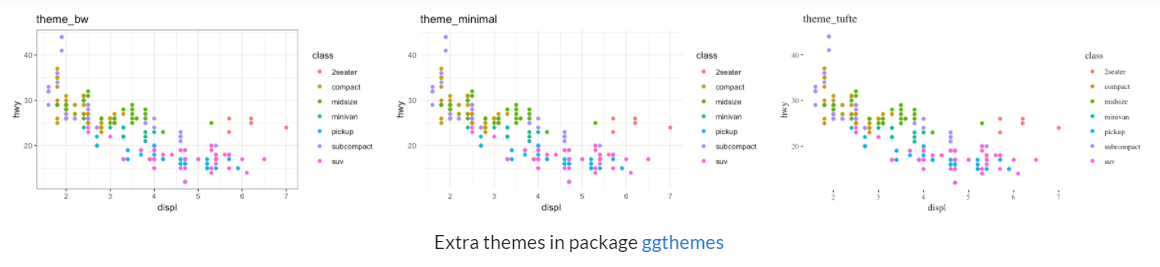 theme_bw
hwy
40
30
20
2
3
4
5
6
7
displ
class
2seater
compact
midsize
minivan
pickup
subcompact
suv
theme_minimal
hwy
40
30
20
2
3
4
5
6
7
displ
class
2seater
compact
midsize
minivan
pickup
subcompact
suv
theme_tufte
hwy
40
30
20
2
3
4
5
6
7
displ
class
2seater
compact
midsize
minivan
pickup
subcompact
suv
Extra themes in package ggthemes